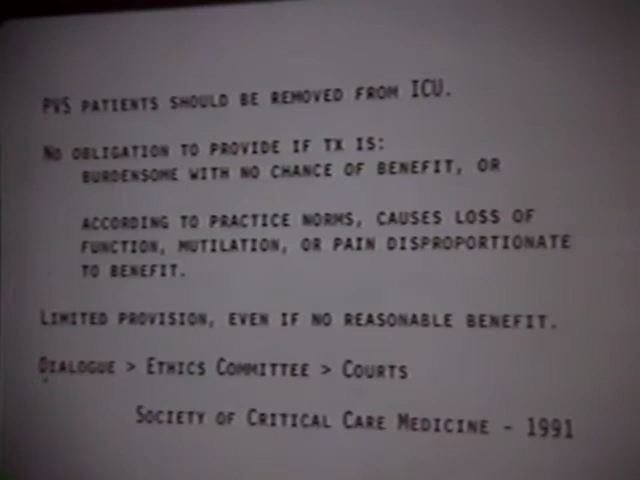 PVS PATIENTS SHOULD BE REMOVED FROM ICU.
NO OBLIGATION TO PROVIDE IF TX IS:
BURDENSOME WITH NO CHANCE OF BENEFIT, OR
ACCORDING TO PRACTICE NORMS, CAUSES LOSS OF
FUNCTION, MUTILATION, OR PAIN DISPROPORTIONATE
TO BENEFIT.
LIMITED PROVISION, EVEN IF NO REASONABLE BENEFIT.
DIALOGUE > ETHICS COMMITTEE > COURTS
SOCIETY OF CRITICAL CARE MEDICINE - 1991